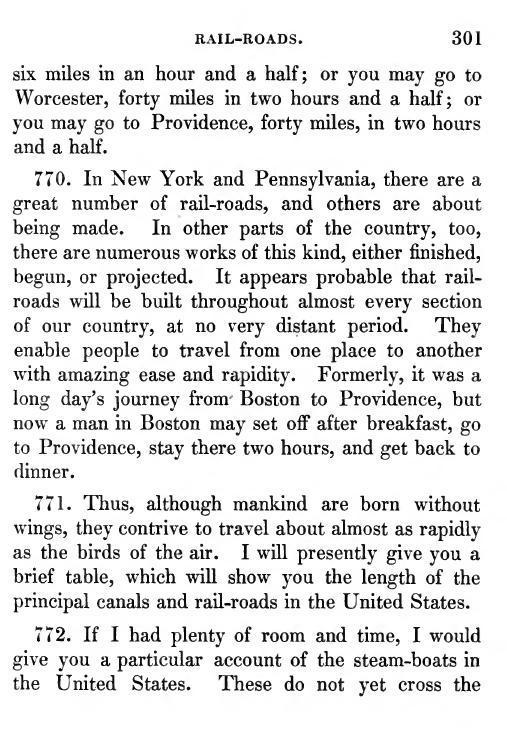 RAIL-ROADS. 301
six miles in an hour and a half; or you may go to
Worcester, forty miles in two hours and a half; or
you may go to Providence, forty miles, in two hours
and a half.
770. In New York and Pennsylvania, there are a
great number of rail-roads, and others are about
being made. In other parts of the country, too,
there are numerous works of this kind, either finished,
begun, or projected. It appears probable that rail-
roads will be built throughout almost every section
of our country, at no very distant period. They
enable people to travel from one place to another
with amazing ease and rapidity. Formerly, it was a
long day's journey from Boston to Providence, but
now a man in Boston may set off after breakfast, go
to Providence, stay there two hours, and get back to
dinner.
771. Thus, although mankind are born without
wings, they contrive to travel about almost as rapidly
as the birds of the air. I will presently give you a
brief table, which will show you the length of the
principal canals and rail-roads in the United States.
772. If I had plenty of room and time, I would
give you a particular account of the steam-boats in
the United States. These do not yet cross the